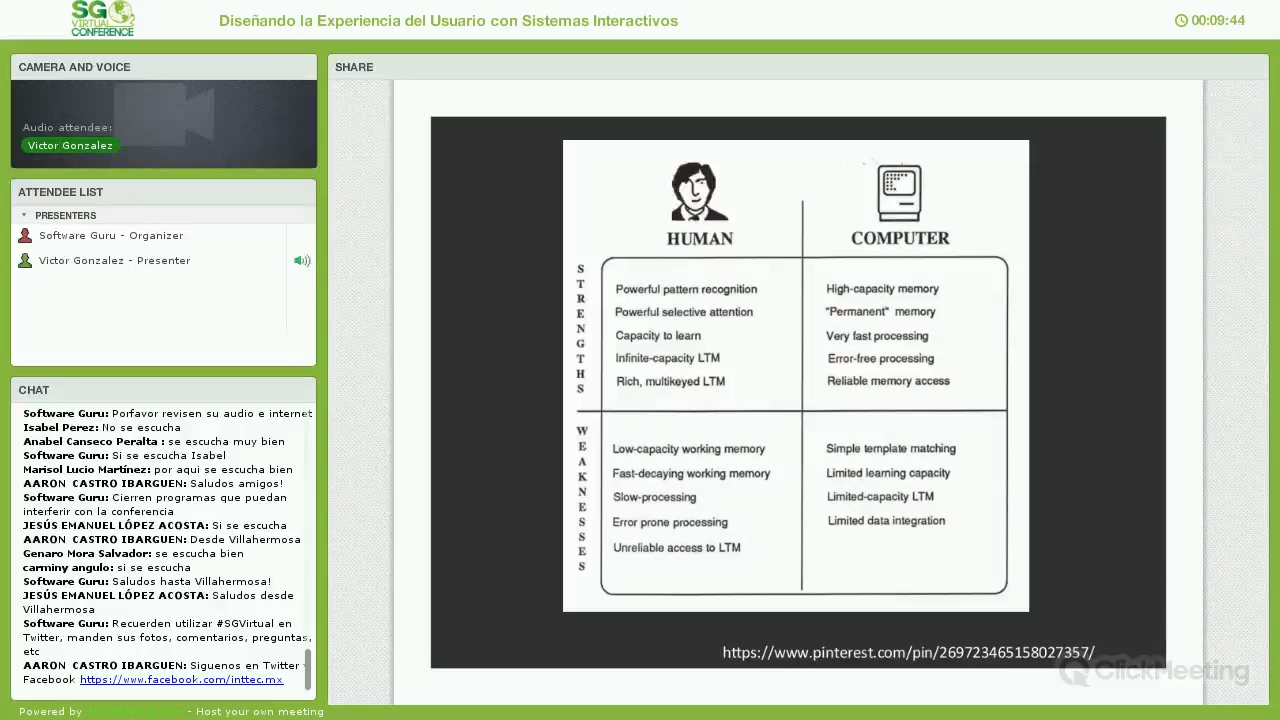 SG
VIRTUAL
CONFERENCE
Diseñando la Experiencia del Usuario con Sistemas Interactivos
00:09:44
CAMERA AND VOICE
Audio attendee:
Victor Gonzalez
ATTENDEE LIST
PRESENTERS
Software Guru - Organizer
Victor Gonzalez - Presenter
CHAT
Software Guru: Porfavor revisen su audio e internet
Isabel Perez: No se escucha
Anabel Canseco Peralta : se escucha muy bien
Software Guru: Si se escucha Isabel
Marisol Lucio Martínez: por aqui se escucha bien
AARON CASTRO IBARGUEN: Saludos amigos!
Software Guru: Cierren programas que puedan
interferir con la conferencia
JESÚS EMANUEL LÓPEZ ACOSTA: Si se escucha
AARON CASTRO IBARGUEN: Desde Villahermosa
Genaro Mora Salvador: se escucha bien
carminy angulo: si se escucha
Software Guru: Saludos hasta Villahermosa!
JESÚS EMANUEL LÓPEZ ACOSTA: Saludos desde
Villahermosa
Software Guru: Recuerden utilizar #SGVirtual en
Twitter, manden sus fotos, comentarios, preguntas,
etc
AARON CASTRO IBARGUEN: Siguenos en Twitter y
Facebook https://www.facebook.com/inttec.mx
Powered by - Host your own meeting
SHARE
HUMAN
COMPUTER
STRENGTHS
Powerful pattern recognition
Powerful selective attention
Capacity to learn
Infinite-capacity LTM
Rich, multikeyed LTM
High-capacity memory
"Permanent" memory
Very fast processing
Error-free processing
Reliable memory access
WEAKNESSES
Low-capacity working memory
Fast-decaying working memory
Slow-processing
Error prone processing
Unreliable access to LTM
Simple template matching
Limited learning capacity
Limited-capacity LTM
Limited data integration
https://www.pinterest.com/pin/269723465158027357/
ClickMeeting